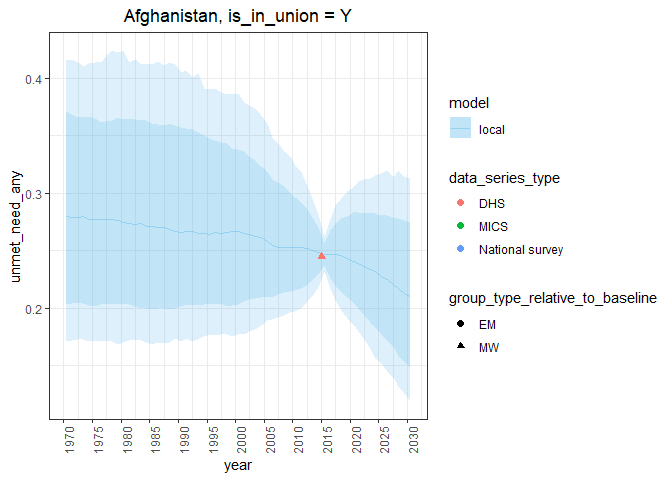 Afghanistan, is_in_union = Y
unmet_need_any
0.4
0.3
0.2
1970
1975
1980
1985
1990
1995
2000
2005
2010
2015
2020
2025
2030
year
model
local
data_series_type
DHS
MICS
National survey
group_type_relative_to_baseline
EM
MW